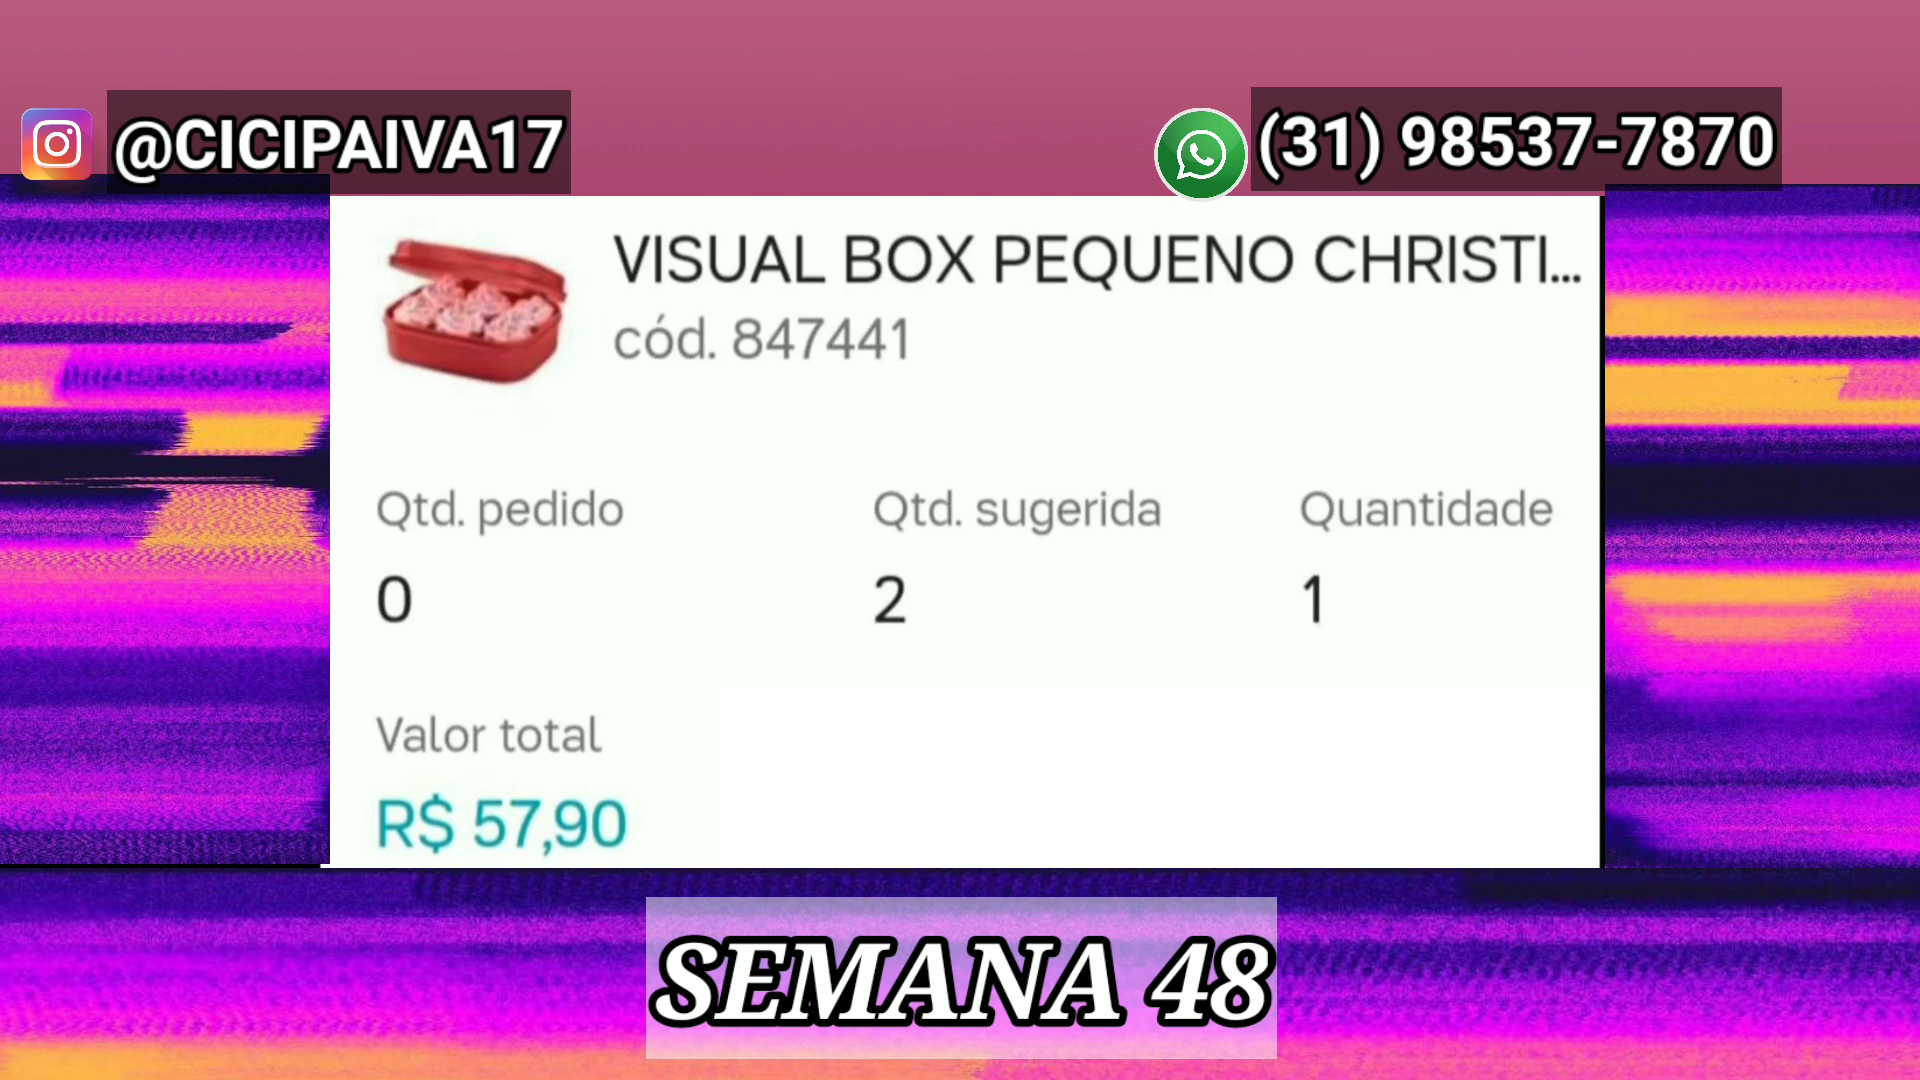 @CICIPAIVA17
(31) 98537-7870
VISUAL BOX PEQUENO CHRISTI...
cód. 847441
Qtd. pedido Qtd. sugerida Quantidade
0 2 1
Valor total
R$ 57,90
SEMANA 48